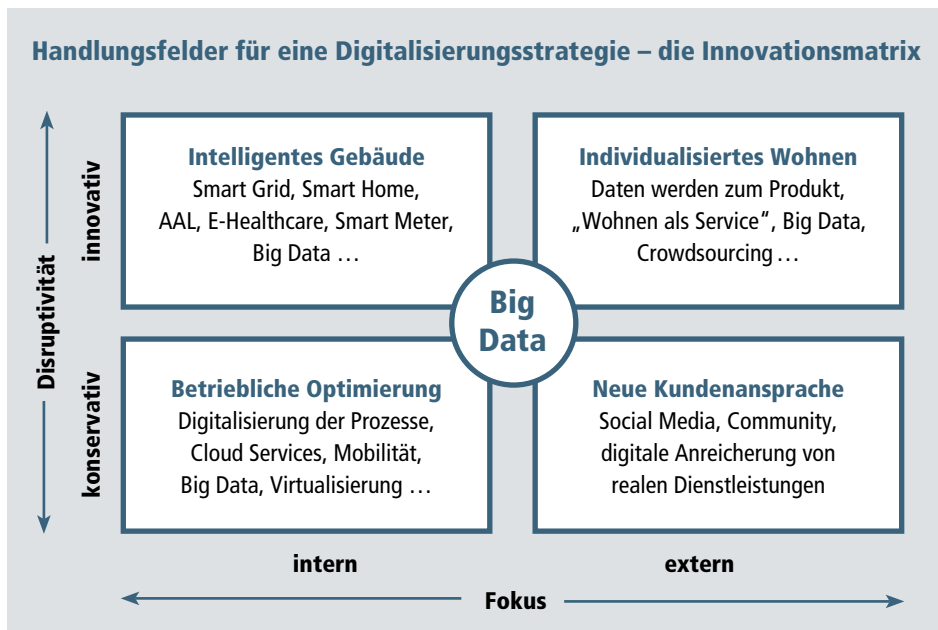 Handlungsfelder für eine Digitalisierungsstrategie – die Innovationsmatrix
Disruptivität
innovativ
Intelligentes Gebäude
Smart Grid, Smart Home,
AAL, E-Healthcare, Smart Meter,
Big Data …
Individualisiertes Wohnen
Daten werden zum Produkt,
„Wohnen als Service“, Big Data,
Crowdsourcing …
Big
Data
konservativ
Betriebliche Optimierung
Digitalisierung der Prozesse,
Cloud Services, Mobilität,
Big Data, Virtualisierung …
Neue Kundenansprache
Social Media, Community,
digitale Anreicherung von
realen Dienstleistungen
intern
extern
Fokus